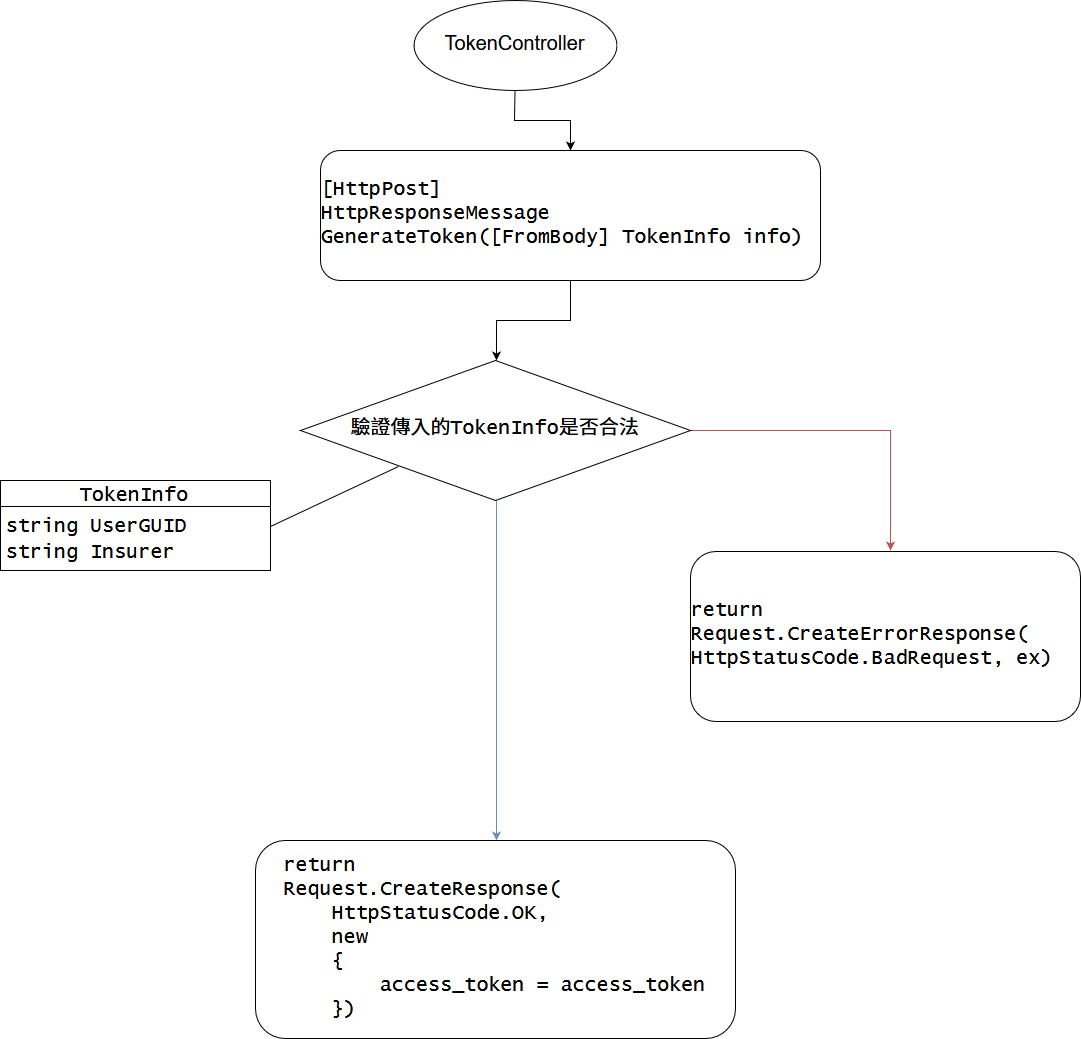 TokenController
[HttpPost]
HttpResponseMessage
GenerateToken([FromBody] TokenInfo info)
驗證傳入的TokenInfo是否合法
TokenInfo
string UserGUID
string Insurer
return
Request.CreateErrorResponse(
HttpStatusCode.BadRequest, ex)
return
Request.CreateResponse(
    HttpStatusCode.OK,
    new
    {
        access_token = access_token
    })